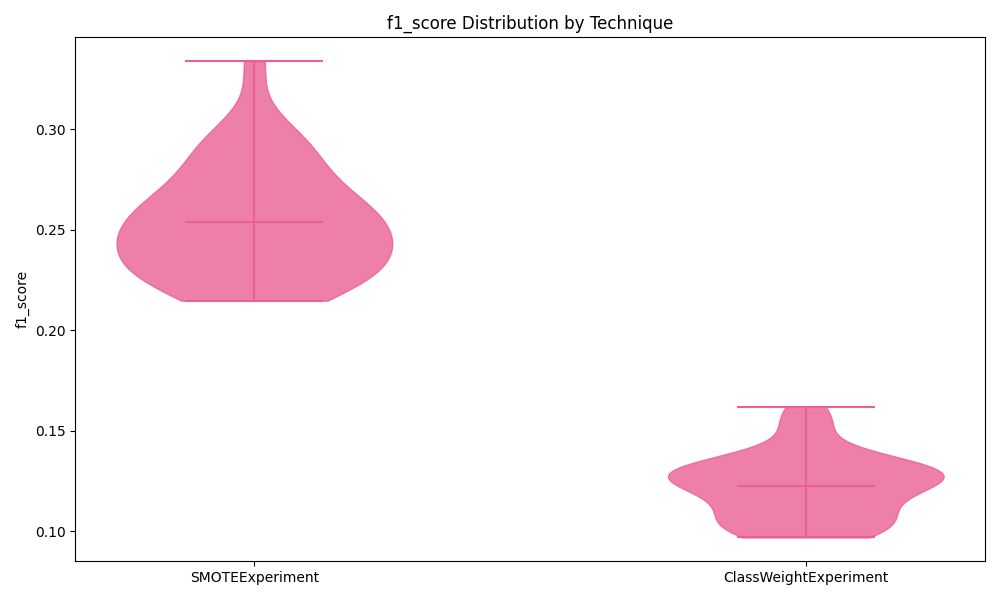 f1_score Distribution by Technique
f1_score
0.30
0.25
0.20
0.15
0.10
SMOTEExperiment
ClassWeightExperiment